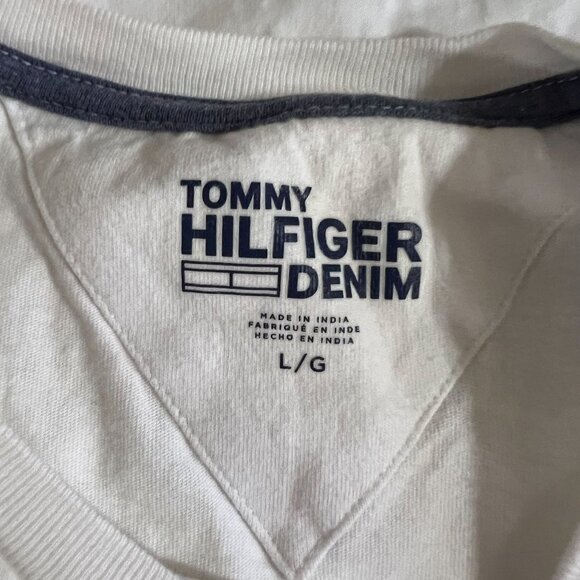 TOMMY
HILFIGER
DENIM
MADE IN INDIA
FABRIQUÉ EN INDE
HECHO EN INDIA
L/G